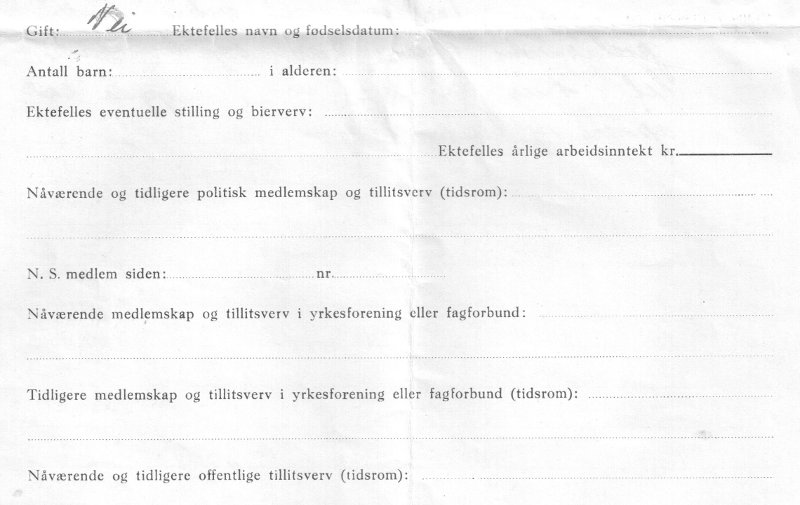 Gift: Nei Ektefelles navn og fødselsdatum:
Antall barn: i alderen:
Ektefelles eventuelle stilling og bierverv:
Ektefelles årlige arbeidsinntekt kr.
Nåværende og tidligere politisk medlemskap og tillitsverv (tidsrom):
N. S. medlem siden: nr.
Nåværende medlemskap og tillitsverv i yrkesforening eller fagforbund:
Tidligere medlemskap og tillitsverv i yrkesforening eller fagforbund (tidsrom):
Nåværende og tidligere offentlige tillitsverv (tidsrom):